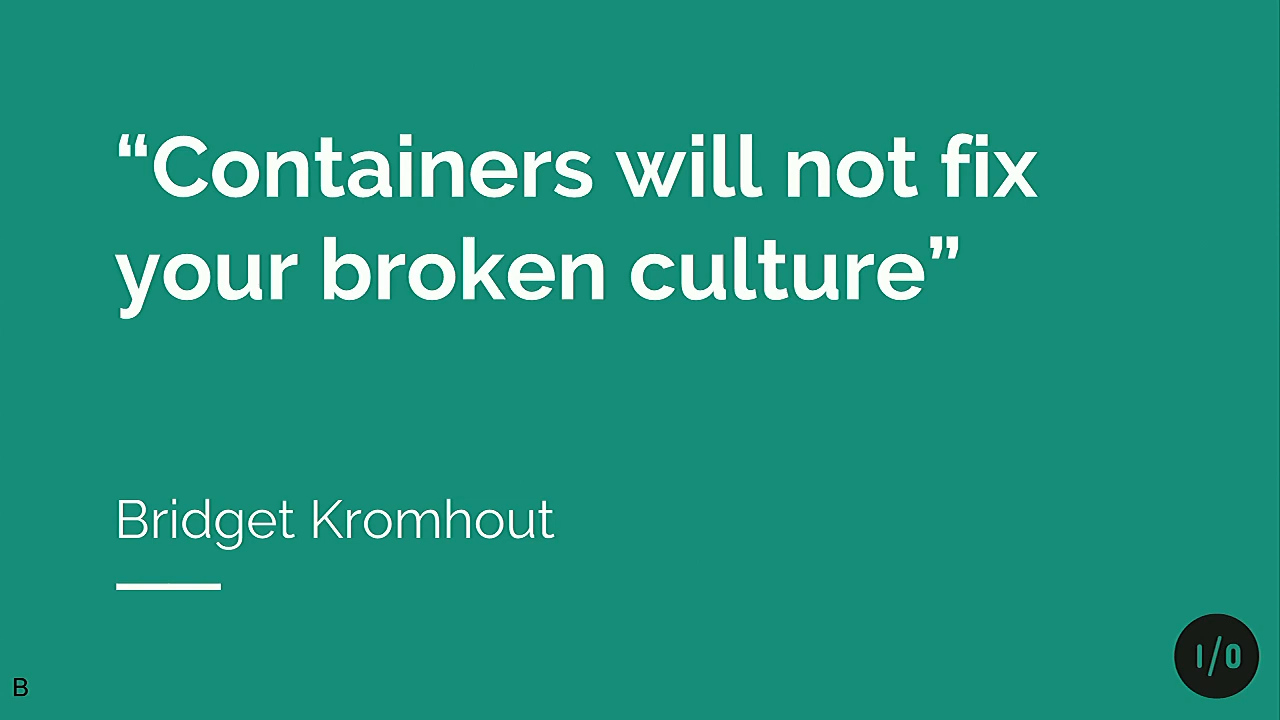 “Containers will not fix
your broken culture”
Bridget Kromhout
I/O
B